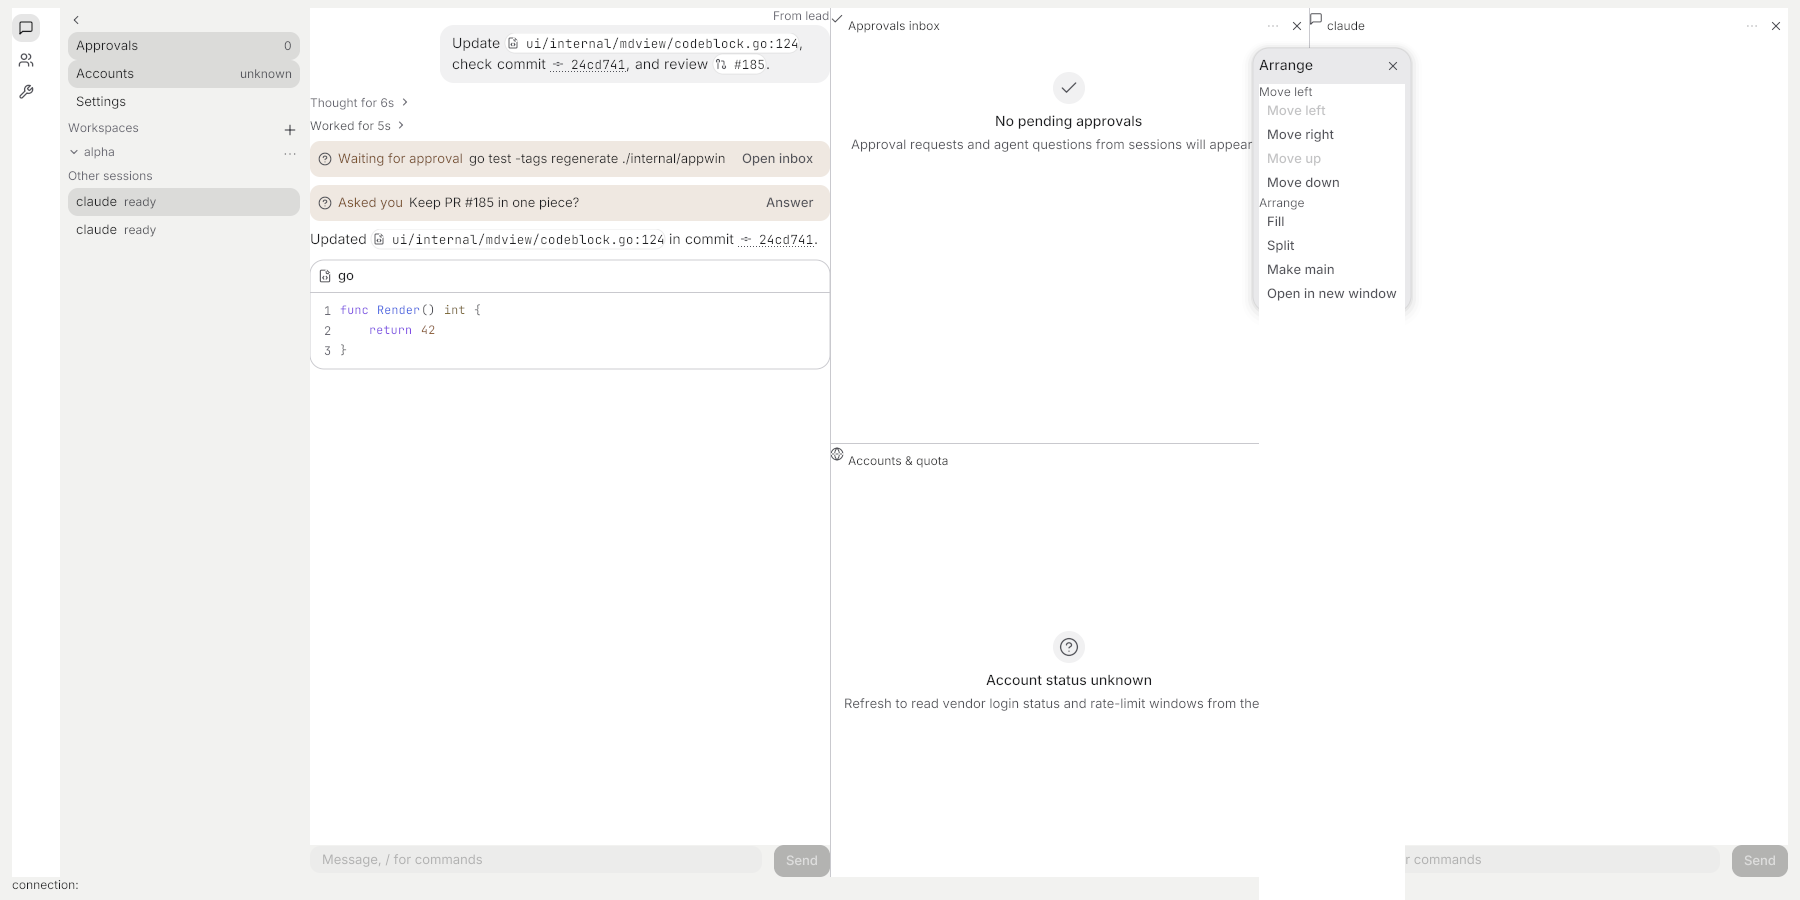 Approvals 0
Accounts unknown
Settings
Workspaces
alpha
Other sessions
claude ready
claude ready
connection:
From lead
Update ui/internal/mdview/codeblock.go:124,
check commit 24cd741, and review #185.
Thought for 6s
Worked for 5s
Waiting for approval go test -tags regenerate ./internal/appwin Open inbox
Asked you Keep PR #185 in one piece? Answer
Updated ui/internal/mdview/codeblock.go:124 in commit 24cd741.
go
1 func Render() int {
2 return 42
3 }
Message, / for commands Send
Approvals inbox
No pending approvals
Approval requests and agent questions from sessions will appear
Accounts & quota
Account status unknown
Refresh to read vendor login status and rate-limit windows from the
claude
Arrange
Move left
Move left
Move right
Move up
Move down
Arrange
Fill
Split
Make main
Open in new window
r commands Send